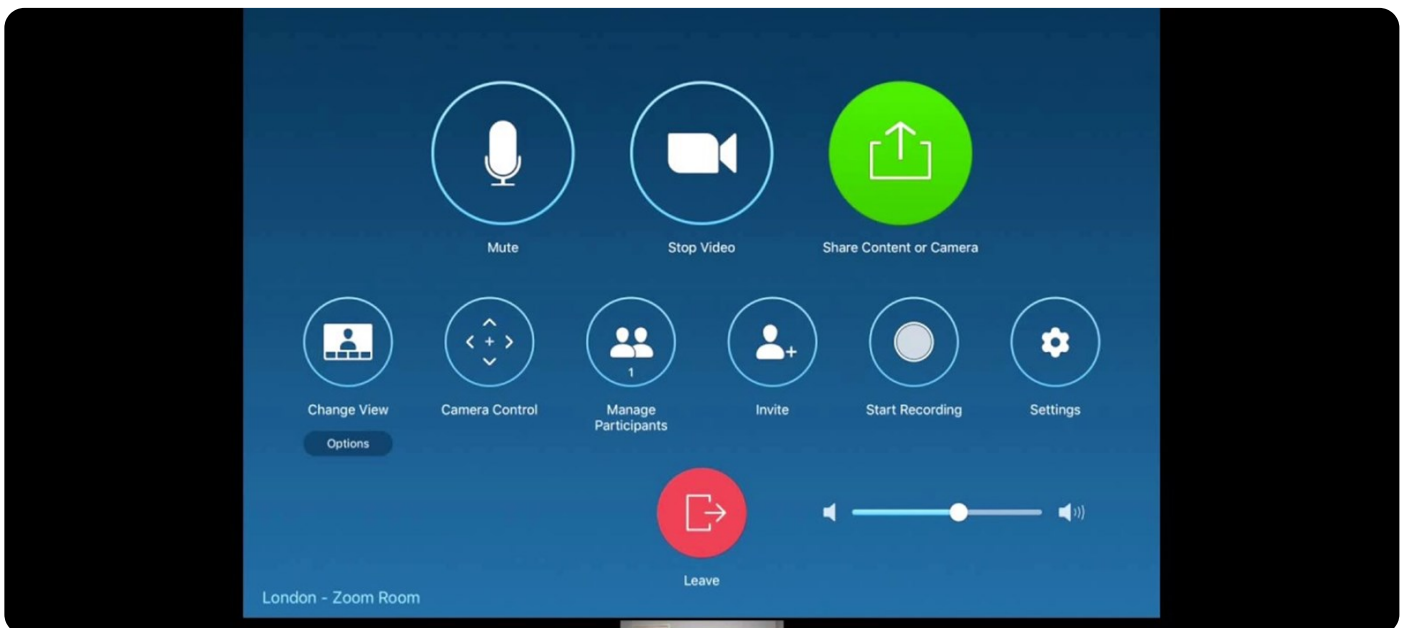 Mute
Stop Video
Share Content or Camera
1
Change View
Camera Control
Manage
Participants
Invite
Start Recording
Settings
Options
Leave
London - Zoom Room